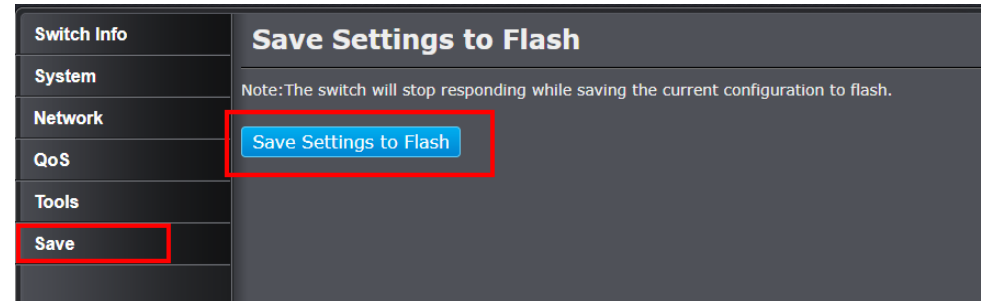 Switch Info
System
Network
QoS
Tools
Save
Save Settings to Flash
Note:The switch will stop responding while saving the current configuration to flash.
Save Settings to Flash